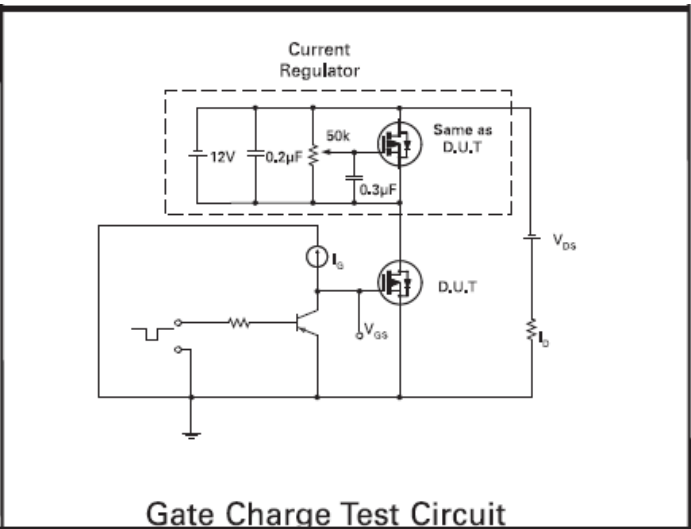 Current
Regulator
50k
Same as
D.U.T
12V
0.2µF
0.3µF
V_DS
I_G
D.U.T
V_GS
I_D
Gate Charge Test Circuit